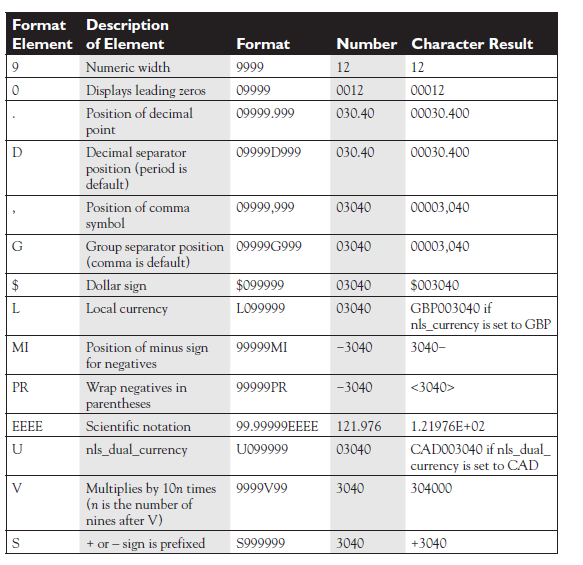 Format Description
Element of Element Format Number Character Result
9 Numeric width 9999 12 12
0 Displays leading zeros 09999 0012 00012
. Position of decimal 09999.999 030.40 00030.400
point
D Decimal separator 09999D999 030.40 00030.400
position (period is
default)
, Position of comma 09999,999 03040 00003,040
symbol
G Group separator position 09999G999 03040 00003,040
(comma is default)
$ Dollar sign $099999 03040 $003040
L Local currency L099999 03040 GBP003040 if
nls_currency is set to GBP
MI Position of minus sign 99999MI −3040 3040−
for negatives
PR Wrap negatives in 99999PR −3040 <3040>
parentheses
EEEE Scientific notation 99.99999EEEE 121.976 1.21976E+02
U nls_dual_currency U099999 03040 CAD003040 if nls_dual_
currency is set to CAD
V Multiplies by 10n times 9999V99 3040 304000
(n is the number of
nines after V)
S + or – sign is prefixed S999999 3040 +3040